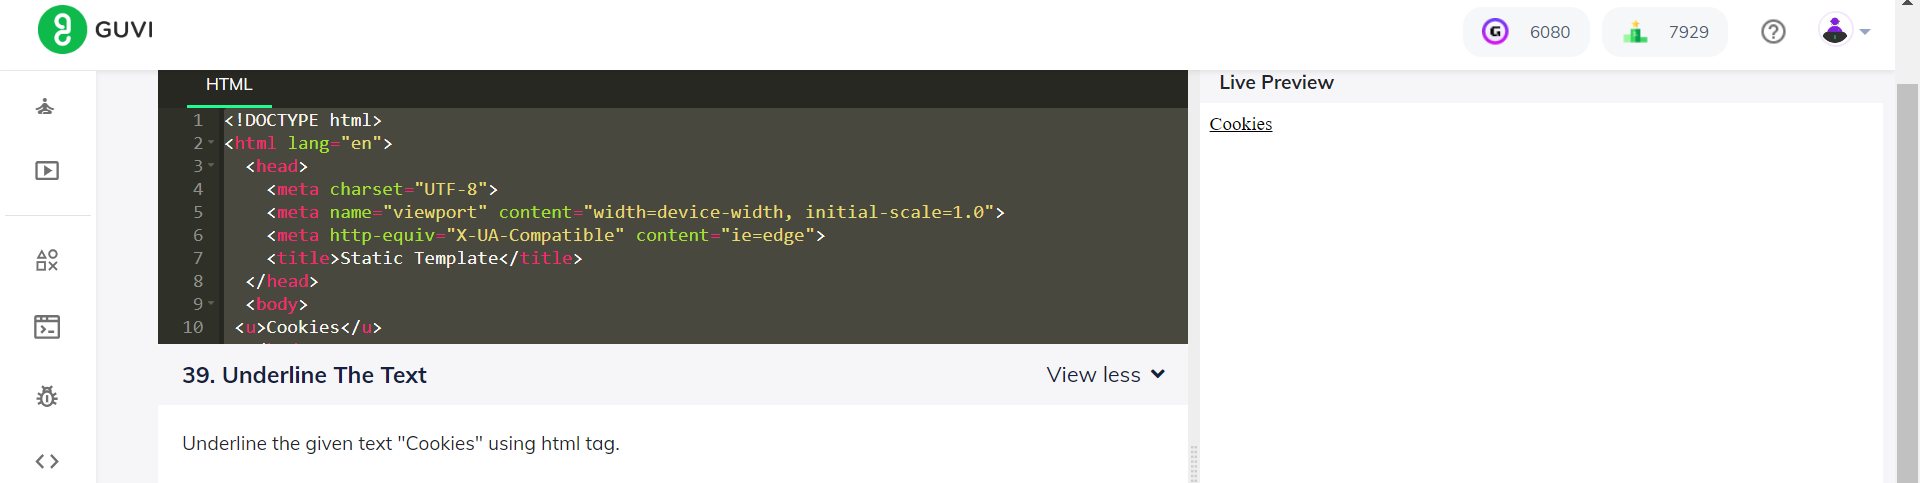 GUVI
6080
7929
HTML
Live Preview
1 <!DOCTYPE html>
2 <html lang="en">
3 <head>
4 <meta charset="UTF-8">
5 <meta name="viewport" content="width=device-width, initial-scale=1.0">
6 <meta http-equiv="X-UA-Compatible" content="ie=edge">
7 <title>Static Template</title>
8 </head>
9 <body>
10 <u>Cookies</u>
Cookies
39. Underline The Text
View less
Underline the given text "Cookies" using html tag.